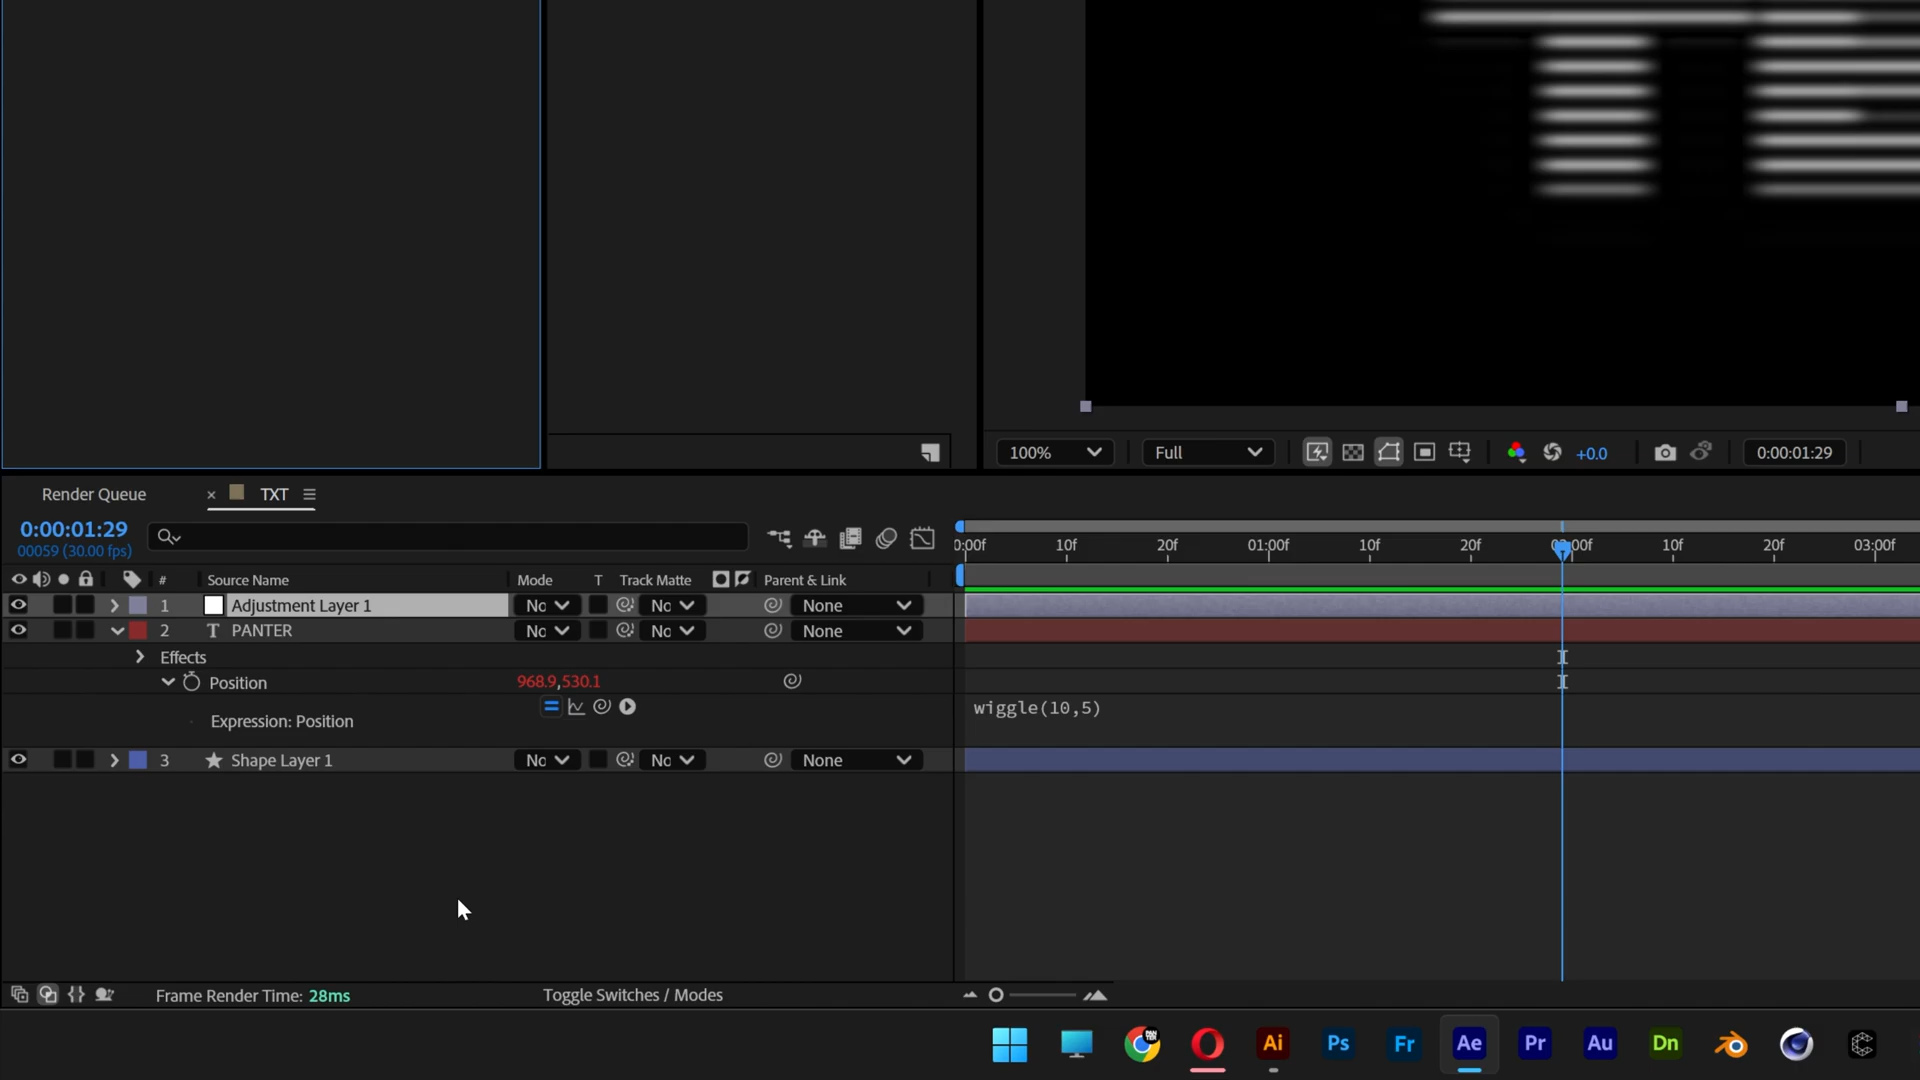 100%
Full
+0.0
0:00:01:29
Render Queue
TXT
0:00:01:29
00059 (30.00 fps)
0:00f 10f 20f 01:00f 10f 20f 02:00f 10f 20f 03:00f
# Source Name Mode T Track Matte Parent & Link
1 Adjustment Layer 1 No No None
2 T PANTER No No None
Effects
Position 968.9,530.1
Expression: Position
wiggle(10,5)
3 Shape Layer 1 No No None
Frame Render Time: 28ms
Toggle Switches / Modes
Ai Ps Fr Ae Pr Au Dn